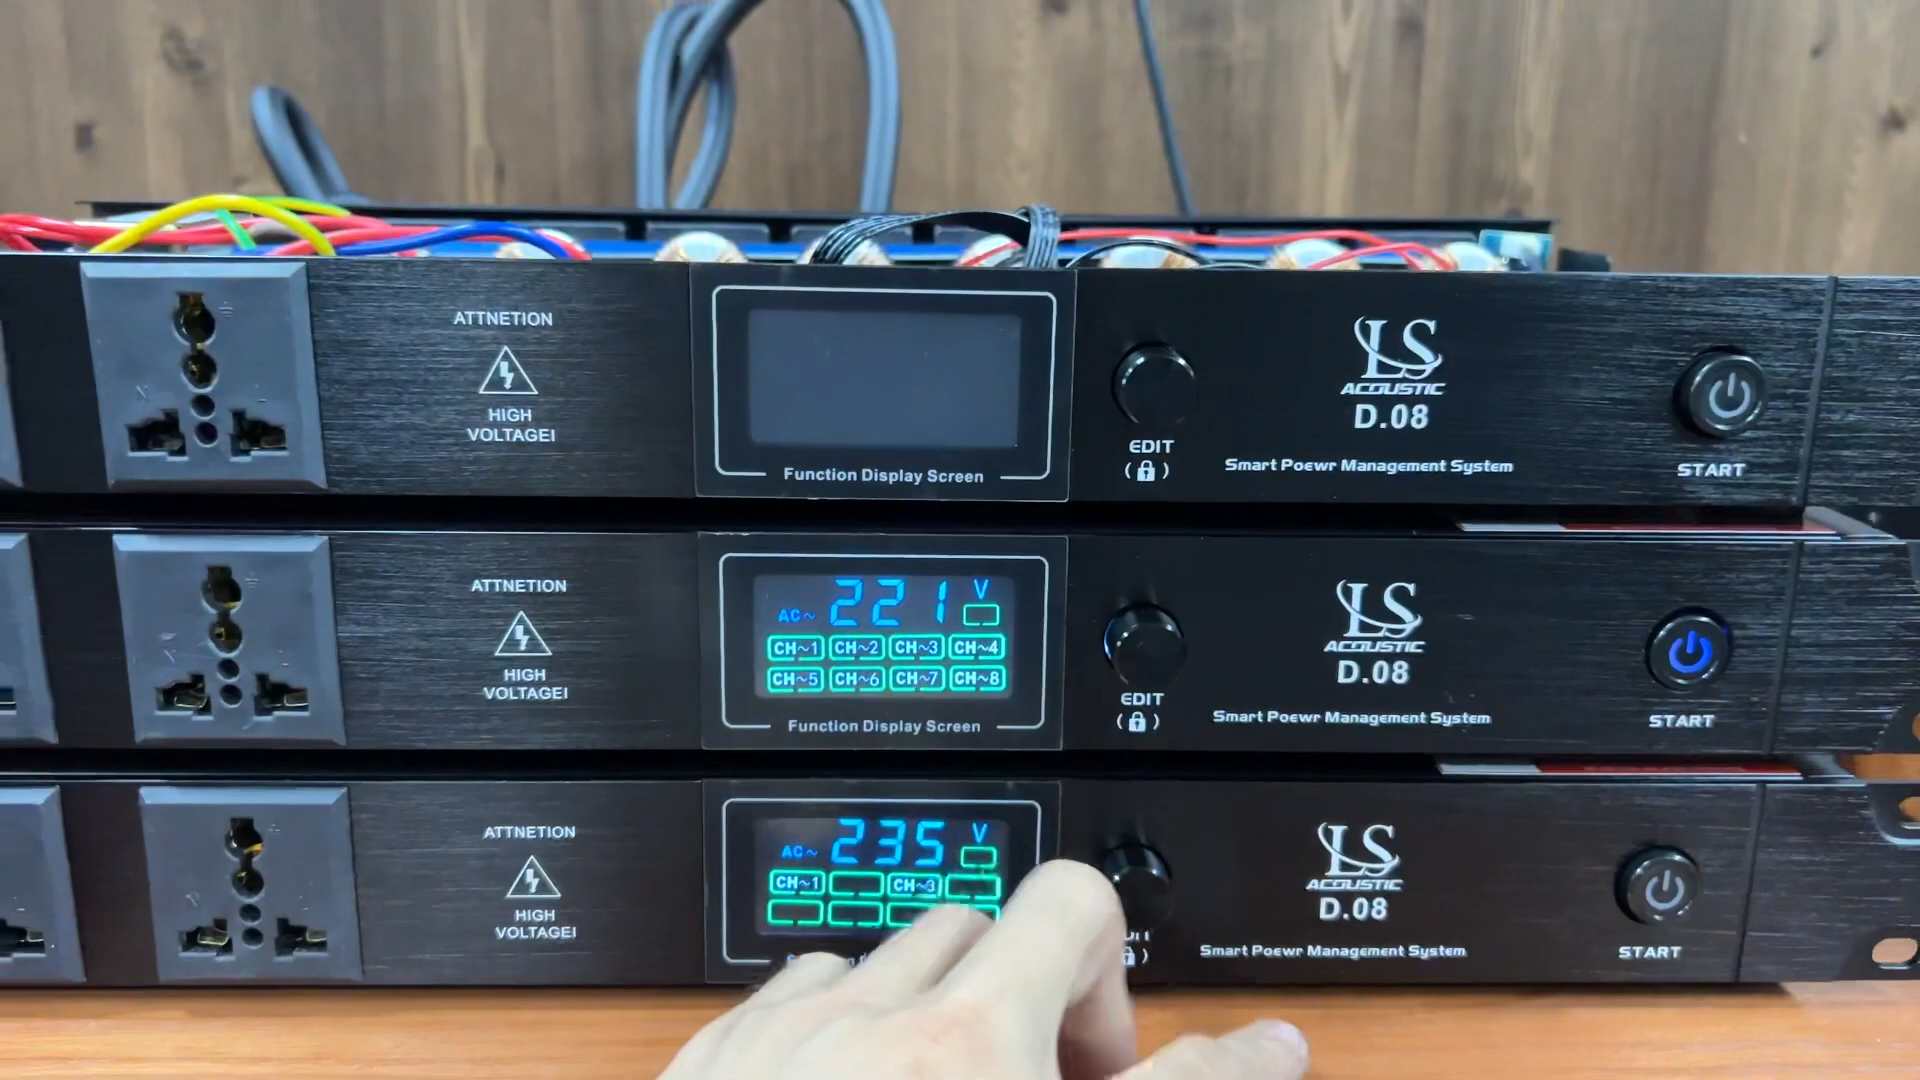 ATTNETION
HIGH
VOLTAGE!
Function Display Screen
EDIT
LS
ACOUSTIC
D.08
Smart Poewr Management System
START
ATTNETION
HIGH
VOLTAGE!
AC~ 221 V
CH~1 CH~2 CH~3 CH~4
CH~5 CH~6 CH~7 CH~8
Function Display Screen
EDIT
LS
ACOUSTIC
D.08
Smart Poewr Management System
START
ATTNETION
HIGH
VOLTAGE!
AC~ 235 V
CH~1 CH~3
LS
ACOUSTIC
D.08
Smart Poewr Management System
START